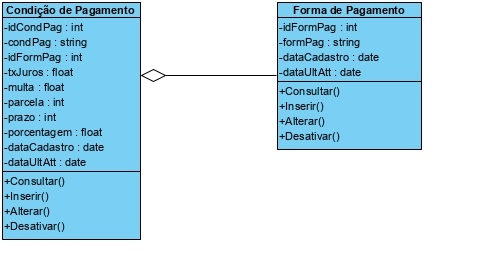 Condição de Pagamento
-idCondPag : int
-condPag : string
-idFormPag : int
-txJuros : float
-multa : float
-parcela : int
-prazo : int
-porcentagem : float
-dataCadastro : date
-dataUltAtt : date
+Consultar()
+Inserir()
+Alterar()
+Desativar()
Forma de Pagamento
-idFormPag : int
-formPag : string
-dataCadastro : date
-dataUltAtt : date
+Consultar()
+Inserir()
+Alterar()
+Desativar()